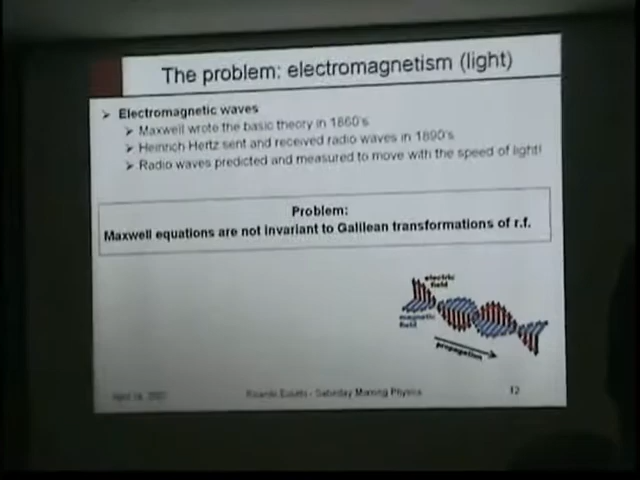 The problem: electromagnetism (light)
➢ Electromagnetic waves
➢ Maxwell wrote the basic theory in 1860's
➢ Heinrich Hertz sent and received radio waves in 1890's
➢ Radio waves predicted and measured to move with the speed of light!
Problem:
Maxwell equations are not invariant to Galilean transformations of r.f.
electric
field
magnetic
field
propagation
April 2007
Ricardo - Saturday Morning Physics
12